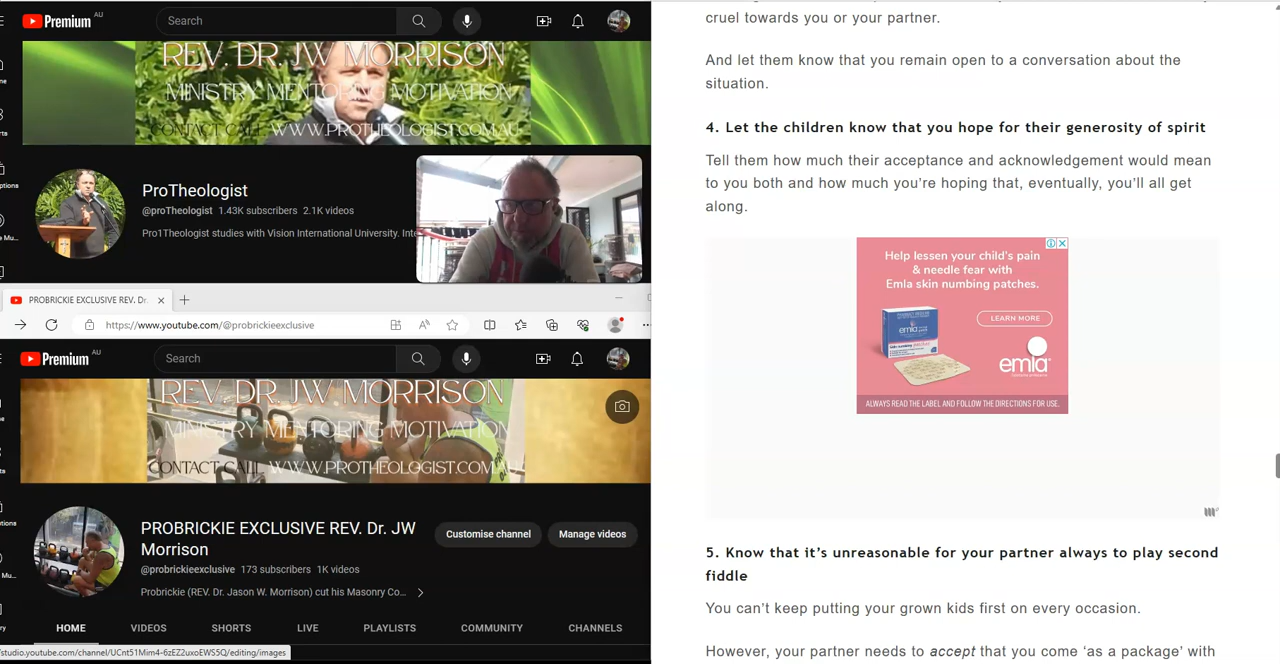 Premium AU
Search
REV. DR. JW MORRISON
MINISTRY MENTORING MOTIVATION
CONTACT CALL WWW.PROTHEOLOGIST.COM.AU
ProTheologist
@proTheologist 1.43K subscribers 2.1K videos
Pro1Theologist studies with Vision International University. Inte
PROBRICKIE EXCLUSIVE REV. Dr.
https://www.youtube.com/@probrickieexclusive
Premium AU
Search
REV. DR. JW MORRISON
MINISTRY MENTORING MOTIVATION
CONTACT CALL WWW.PROTHEOLOGIST.COM.AU
PROBRICKIE EXCLUSIVE REV. Dr. JW
Morrison
Customise channel
Manage videos
@probrickieexclusive 173 subscribers 1K videos
Probrickie (REV. Dr. Jason W. Morrison) cut his Masonry Co...
HOME VIDEOS SHORTS LIVE PLAYLISTS COMMUNITY CHANNELS
/studio.youtube.com/channel/UCnt51Mim4-6zEZ2uxoEWS5Q/editing/images
cruel towards you or your partner.
And let them know that you remain open to a conversation about the
situation.
4. Let the children know that you hope for their generosity of spirit
Tell them how much their acceptance and acknowledgement would mean
to you both and how much you're hoping that, eventually, you'll all get
along.
Help lessen your child's pain
& needle fear with
Emla skin numbing patches.
LEARN MORE
emla
emla
ALWAYS READ THE LABEL AND FOLLOW THE DIRECTIONS FOR USE.
5. Know that it's unreasonable for your partner always to play second
fiddle
You can't keep putting your grown kids first on every occasion.
However, your partner needs to accept that you come 'as a package' with